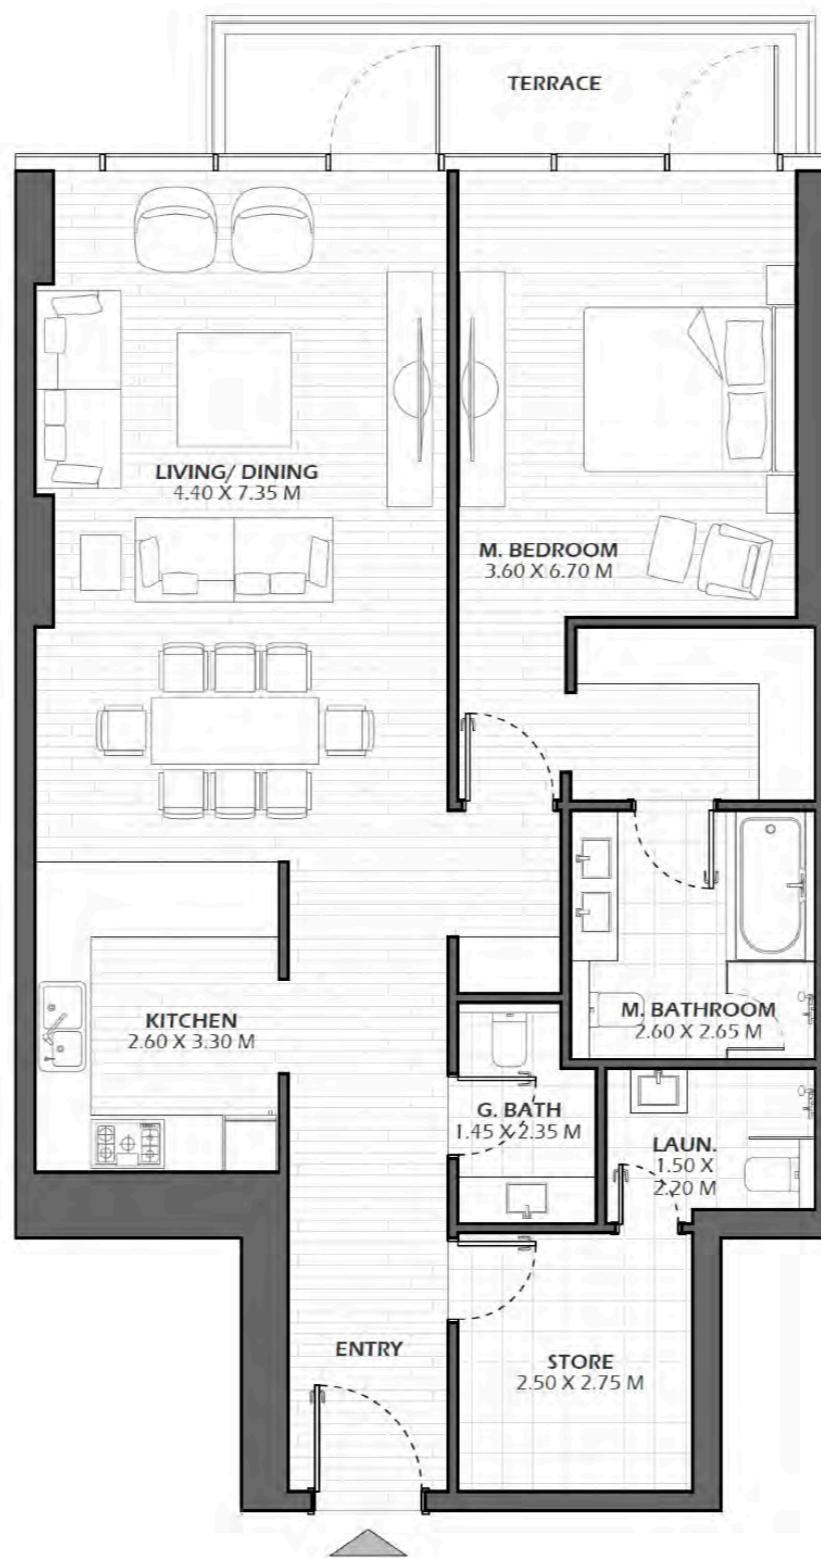 TERRACE
LIVING/ DINING
4.40 X 7.35 M
M. BEDROOM
3.60 X 6.70 M
KITCHEN
2.60 X 3.30 M
M. BATHROOM
2.60 X 2.65 M
G. BATH
1.45 X 2.35 M
LAUN.
1.50 X
2.20 M
ENTRY
STORE
2.50 X 2.75 M